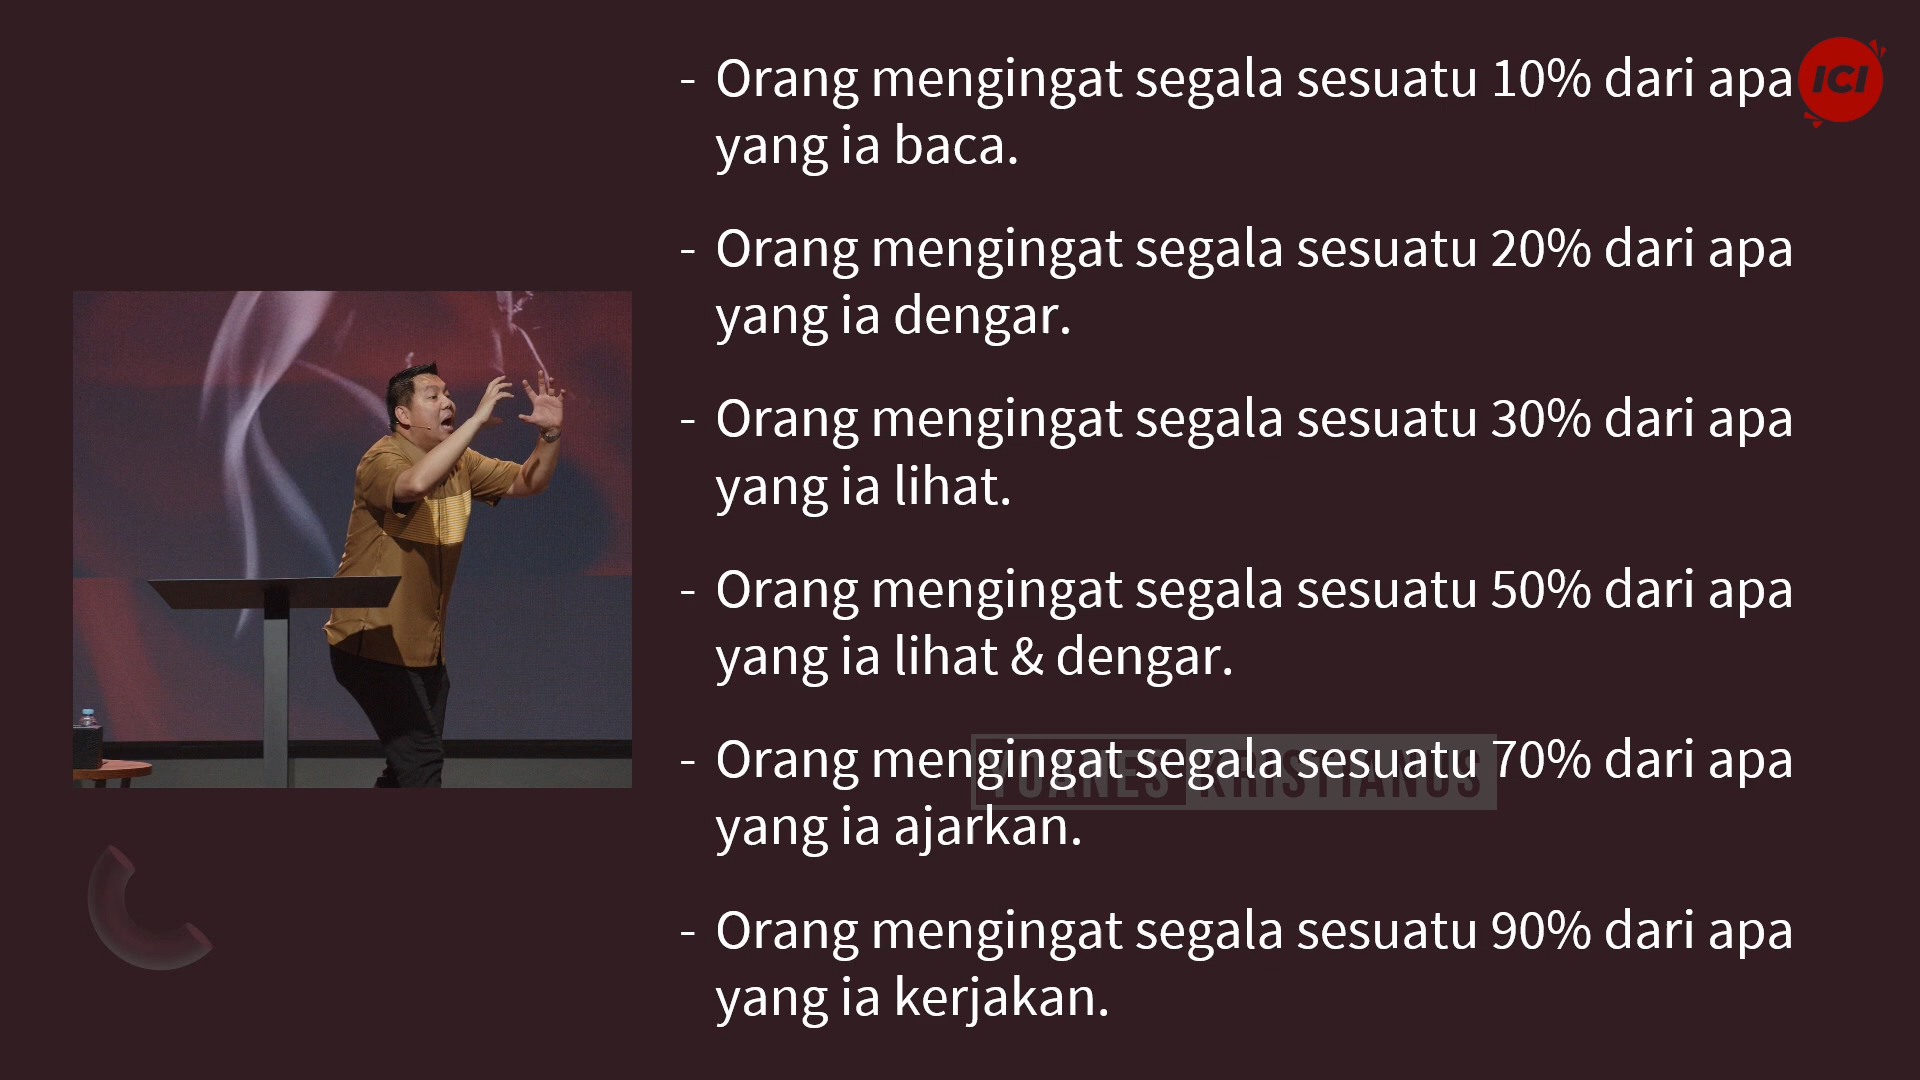 - Orang mengingat segala sesuatu 10% dari apa
yang ia baca.
ICI
- Orang mengingat segala sesuatu 20% dari apa
yang ia dengar.
- Orang mengingat segala sesuatu 30% dari apa
yang ia lihat.
- Orang mengingat segala sesuatu 50% dari apa
yang ia lihat & dengar.
- Orang mengingat segala sesuatu 70% dari apa
YOANES KRISTIANUS
yang ia ajarkan.
- Orang mengingat segala sesuatu 90% dari apa
yang ia kerjakan.